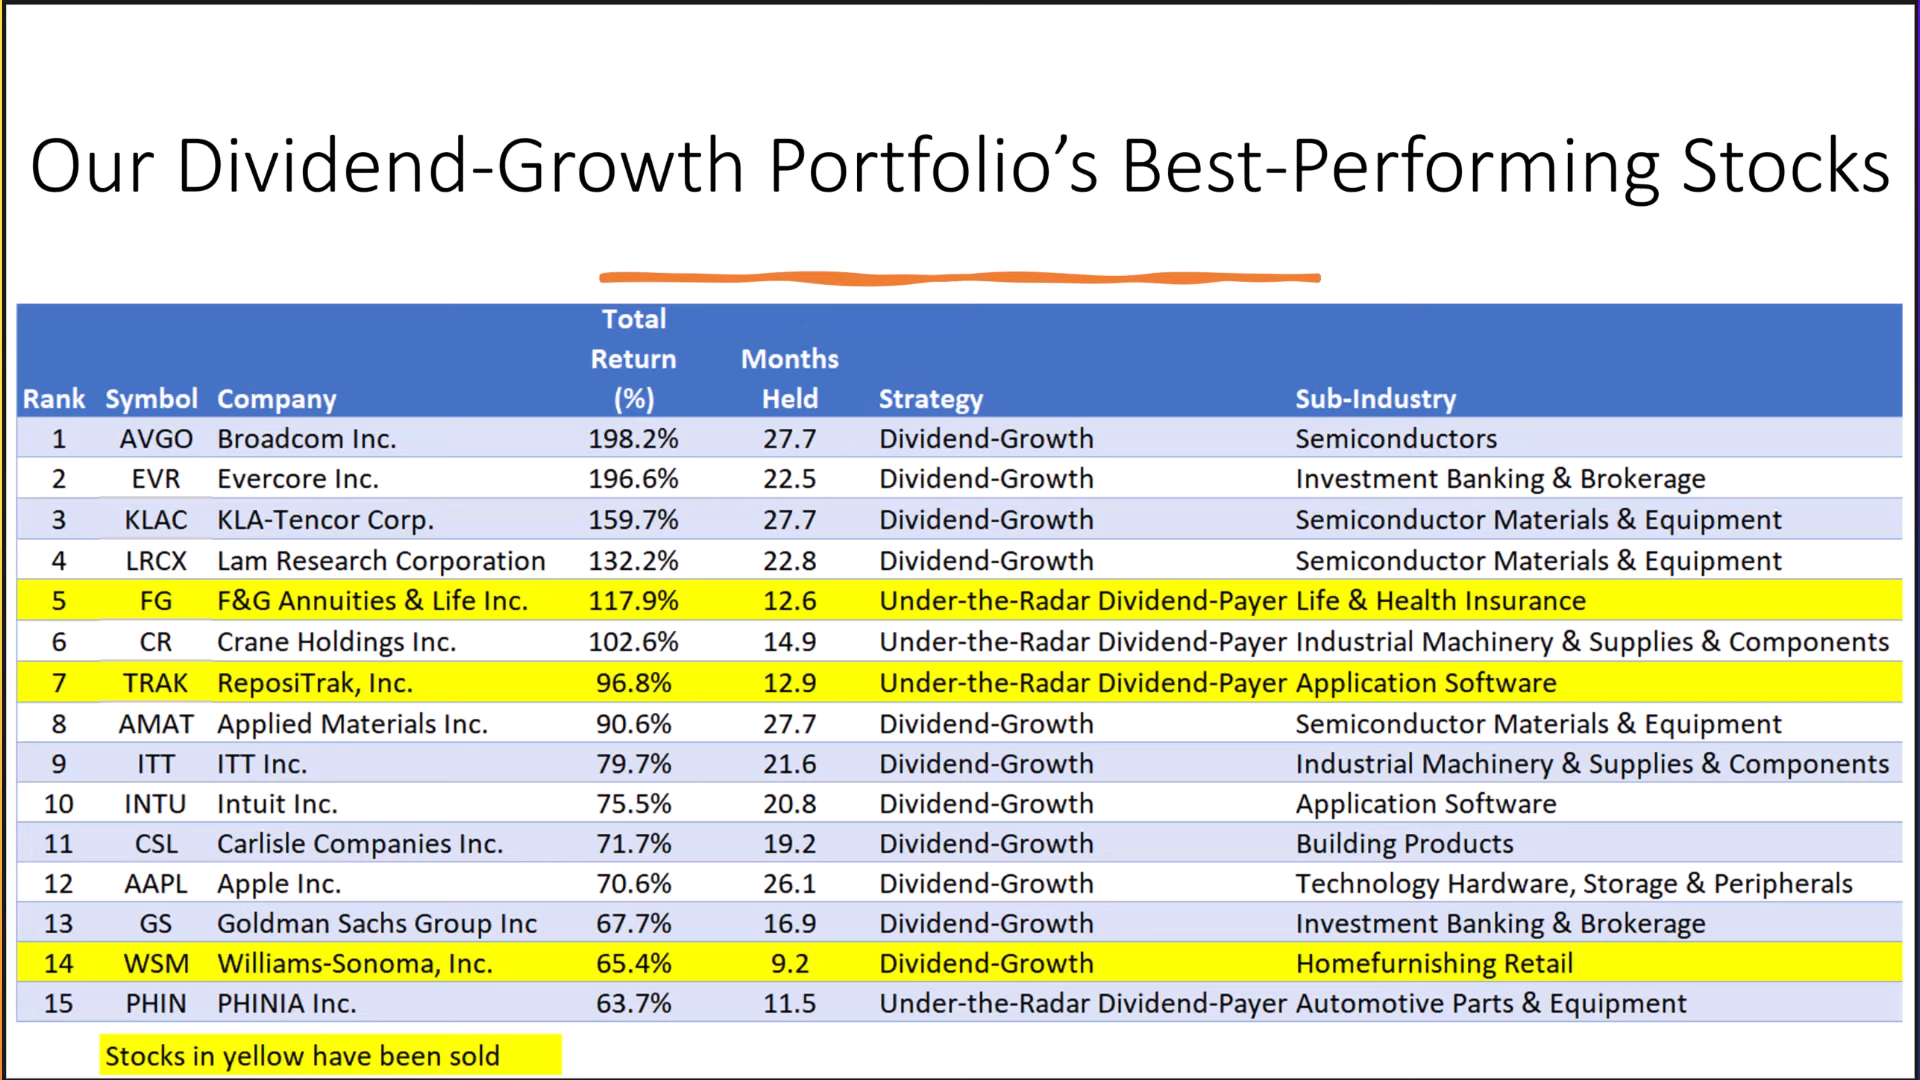 Our Dividend-Growth Portfolio’s Best-Performing Stocks
Rank Symbol Company Total Return (%) Months Held Strategy Sub-Industry
1 AVGO Broadcom Inc. 198.2% 27.7 Dividend-Growth Semiconductors
2 EVR Evercore Inc. 196.6% 22.5 Dividend-Growth Investment Banking & Brokerage
3 KLAC KLA-Tencor Corp. 159.7% 27.7 Dividend-Growth Semiconductor Materials & Equipment
4 LRCX Lam Research Corporation 132.2% 22.8 Dividend-Growth Semiconductor Materials & Equipment
5 FG F&G Annuities & Life Inc. 117.9% 12.6 Under-the-Radar Dividend-Payer Life & Health Insurance
6 CR Crane Holdings Inc. 102.6% 14.9 Under-the-Radar Dividend-Payer Industrial Machinery & Supplies & Components
7 TRAK ReposiTrak, Inc. 96.8% 12.9 Under-the-Radar Dividend-Payer Application Software
8 AMAT Applied Materials Inc. 90.6% 27.7 Dividend-Growth Semiconductor Materials & Equipment
9 ITT ITT Inc. 79.7% 21.6 Dividend-Growth Industrial Machinery & Supplies & Components
10 INTU Intuit Inc. 75.5% 20.8 Dividend-Growth Application Software
11 CSL Carlisle Companies Inc. 71.7% 19.2 Dividend-Growth Building Products
12 AAPL Apple Inc. 70.6% 26.1 Dividend-Growth Technology Hardware, Storage & Peripherals
13 GS Goldman Sachs Group Inc 67.7% 16.9 Dividend-Growth Investment Banking & Brokerage
14 WSM Williams-Sonoma, Inc. 65.4% 9.2 Dividend-Growth Homefurnishing Retail
15 PHIN PHINIA Inc. 63.7% 11.5 Under-the-Radar Dividend-Payer Automotive Parts & Equipment
Stocks in yellow have been sold